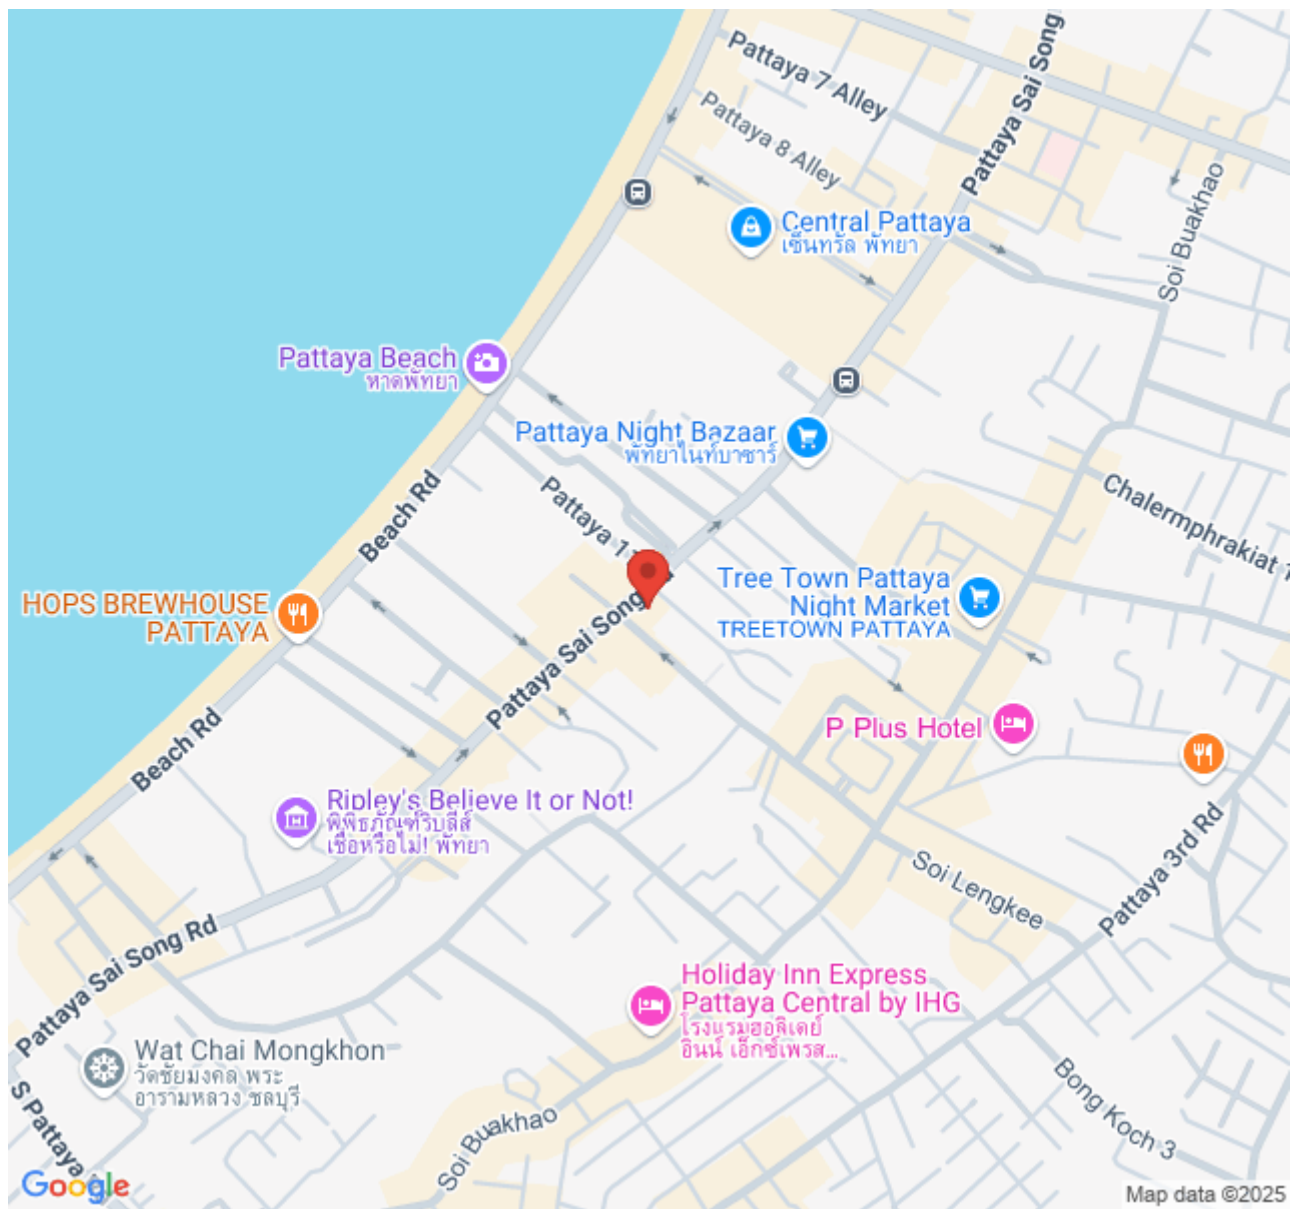 Pattaya 7 Alley
Pattaya Sai Song
Pattaya 8 Alley
Soi Buakhao
Central Pattaya
เซ็นทรัล พัทยา
Pattaya Beach
หาดพัทยา
Pattaya Night Bazaar
พัทยาไนท์บาซาร์
Beach Rd
Pattaya 1
Chalermphrakiat 1
Tree Town Pattaya
Night Market
TREETOWN PATTAYA
HOPS BREWHOUSE
PATTAYA
Pattaya Sai Song
Beach Rd
P Plus Hotel
Ripley's Believe It or Not!
พิพิธภัณฑ์ริบลีส์
เชื่อหรือไม่! พัทยา
Pattaya 3rd Rd
Soi Lengkee
Pattaya Sai Song Rd
Holiday Inn Express
Pattaya Central by IHG
โรงแรมฮอลิเดย์
อินน์ เอ็กซ์เพรส...
Wat Chai Mongkhon
วัดชัยมงคล พระ
อารามหลวง ชลบุรี
Bong Koch 3
S Pattaya
Soi Buakhao
Google
Map data ©2025